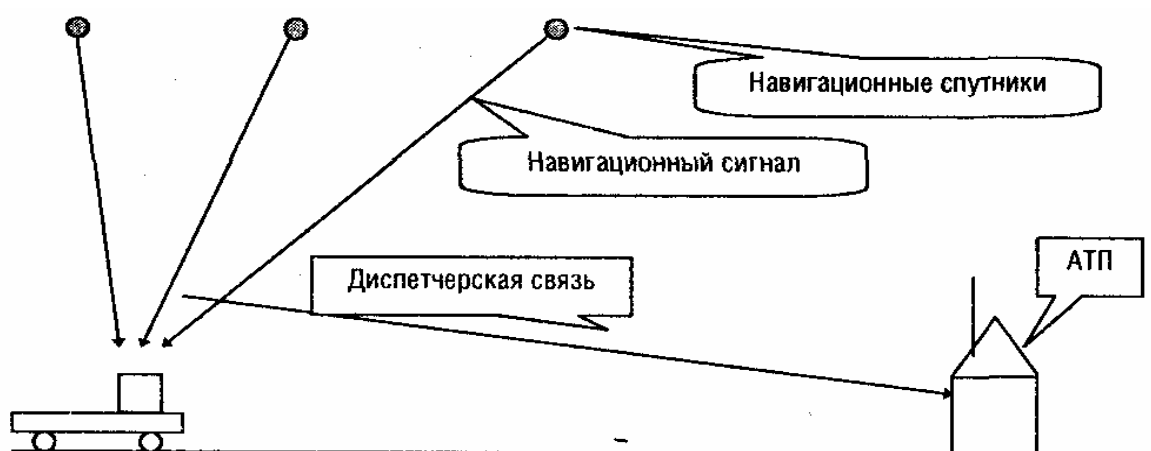 Навигационные спутники
Навигационный сигнал
АТП
Диспетчерская связь